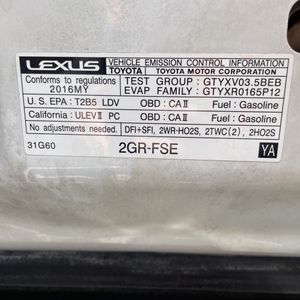 LEXUS
VEHICLE EMISSION CONTROL INFORMATION
TOYOTA TOYOTA MOTOR CORPORATION
Conforms to regulations
2016MY
TEST GROUP: GTYXV03.5BEB
EVAP FAMILY: GTYXR0165P12
U.S. EPA: T2B5 LDV OBD: CAⅡ Fuel: Gasoline
California: ULEVⅡ PC OBD: CAⅡ Fuel: Gasoline
No adjustments needed. DFI+SFI, 2WR-HO2S, 2TWC(2), 2HO2S
31G60 2GR-FSE YA